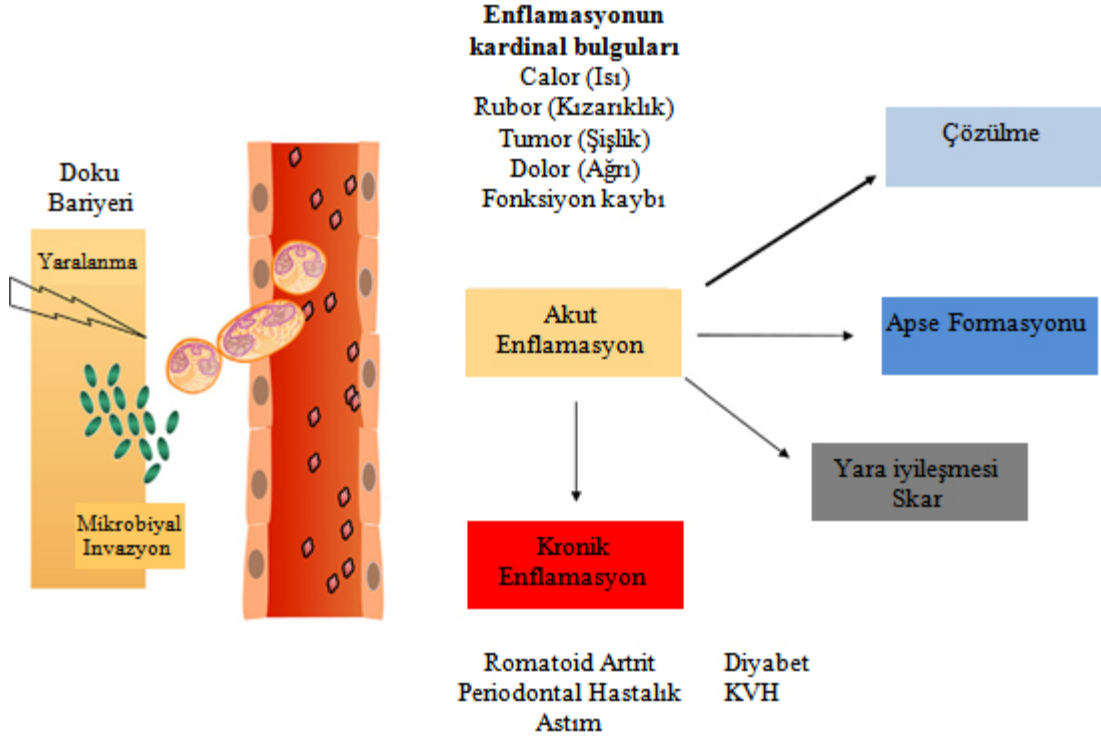 Enflamasyonun
kardinal bulguları
Calor (Isı)
Rubor (Kızarıklık)
Tumor (Şişlik)
Dolor (Ağrı)
Fonksiyon kaybı
Doku
Bariyeri
Yaralanma
Mikrobiyal
Invazyon
Akut
Enflamasyon
Çözülme
Apse Formasyonu
Yara iyileşmesi
Skar
Kronik
Enflamasyon
Romatoid Artrit
Periodontal Hastalık
Astım
Diyabet
KVH